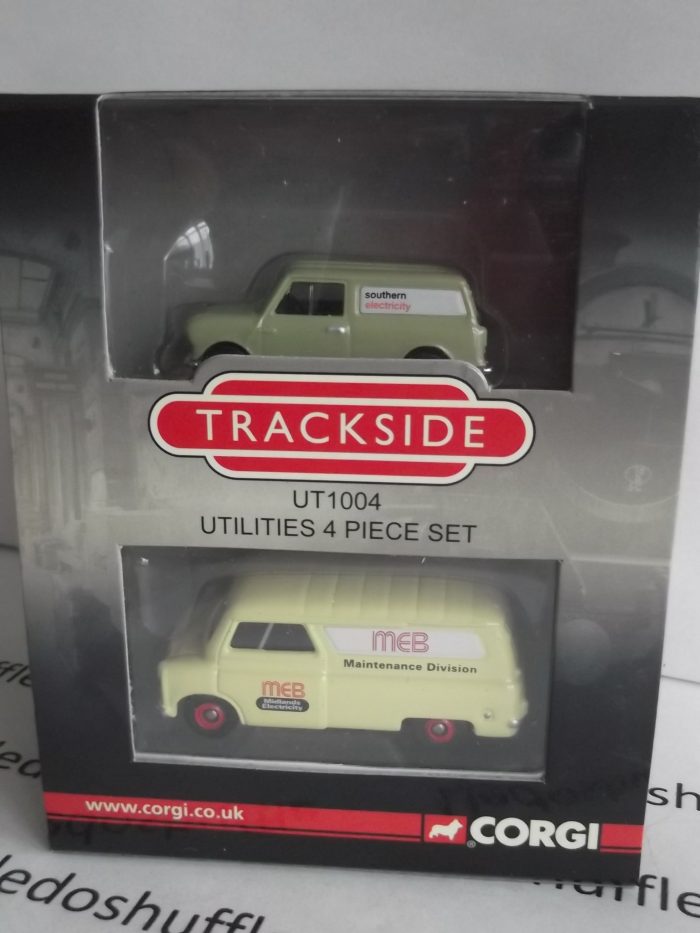 southern
electricity
TRACKSIDE
UT1004
UTILITIES 4 PIECE SET
MEB
Maintenance Division
MEB
Midlands
Electricity
www.corgi.co.uk
® CORGI
ledoshuffl